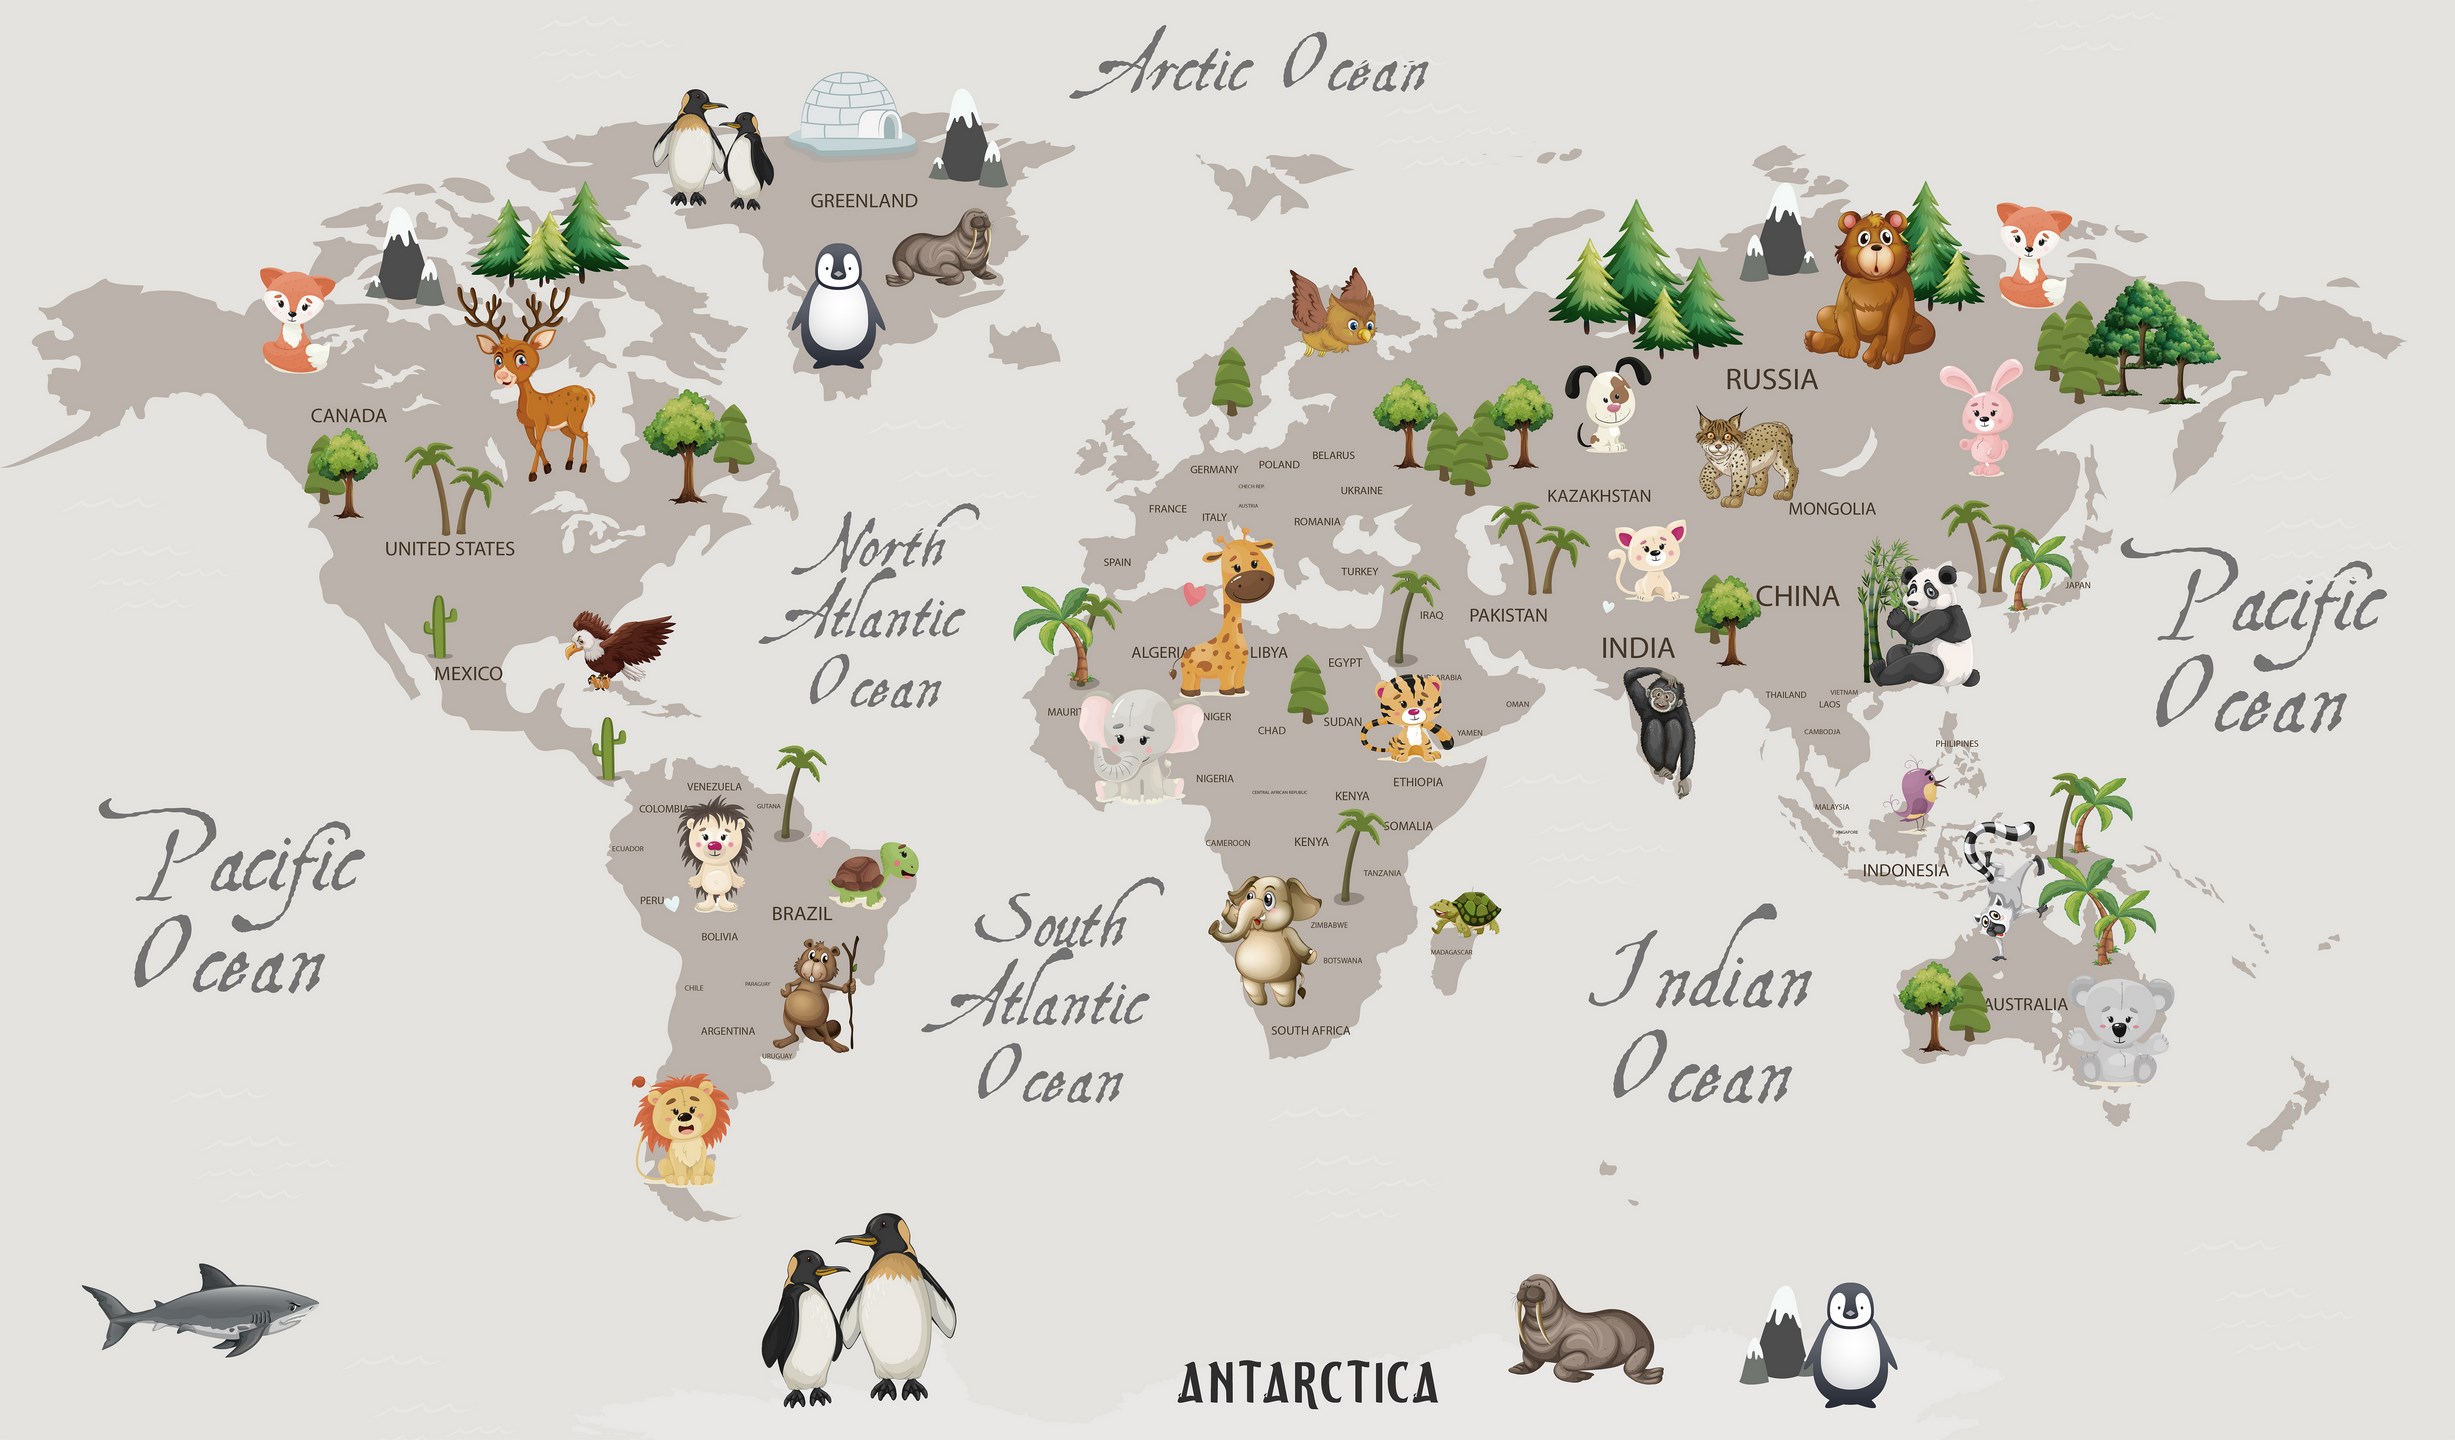 Arctic Ocean
GREENLAND
CANADA
UNITED STATES
MEXICO
North
Atlantic
Ocean
RUSSIA
GERMANY
POLAND
BELARUS
CHECH REP.
UKRAINE
KAZAKHSTAN
MONGOLIA
FRANCE
AUSTRIA
ITALY
ROMANIA
SPAIN
TURKEY
IRAQ
PAKISTAN
CHINA
JAPAN
INDIA
Pacific
Ocean
ALGERIA
LIBYA
EGYPT
ARABIA
OMAN
YAMEN
MAURIT
NIGER
CHAD
SUDAN
NIGERIA
ETHIOPIA
CENTRAL AFRICAN REPUBLIC
KENYA
SOMALIA
CAMEROON
KENYA
TANZANIA
ZIMBABWE
BOTSWANA
MADAGASCAR
SOUTH AFRICA
THAILAND
VIETNAM
LAOS
CAMBODJA
PHILIPINES
MALAYSIA
SINGAPORE
INDONESIA
AUSTRALIA
VENEZUELA
COLOMBIA
GUTANA
ECUADOR
PERU
BRAZIL
BOLIVIA
CHILE
PARAGUAY
ARGENTINA
URUGUAY
Pacific
Ocean
South
Atlantic
Ocean
Indian
Ocean
ANTARCTICA